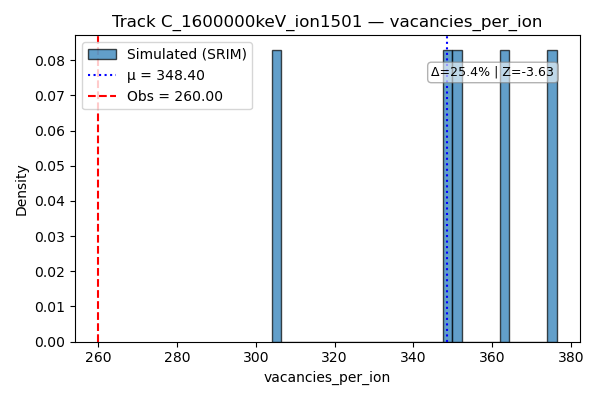 Track C_1600000keV_ion1501 — vacancies_per_ion
Simulated (SRIM)
μ = 348.40
Obs = 260.00
Δ=25.4% | Z=-3.63
Density
0.08
0.07
0.06
0.05
0.04
0.03
0.02
0.01
0.00
260 280 300 320 340 360 380
vacancies_per_ion